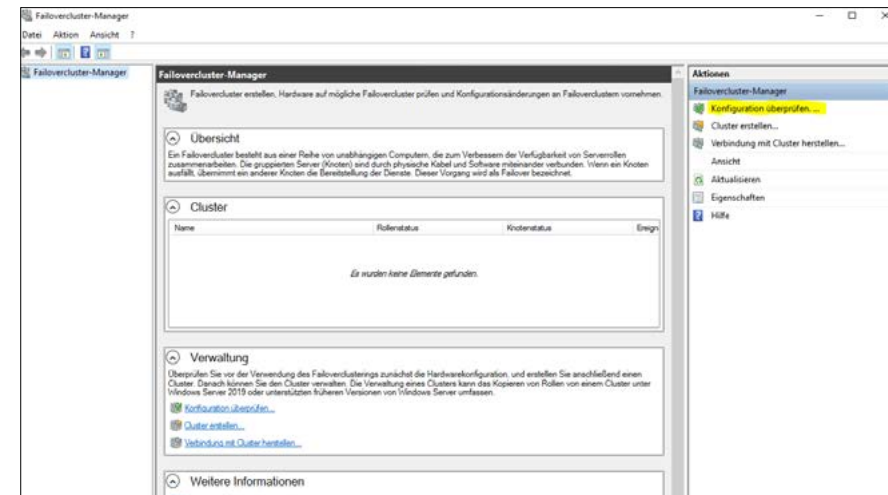 Failovercluster-Manager
Datei Aktion Ansicht ?
Failovercluster-Manager
Failovercluster-Manager
Failovercluster erstellen, Hardware auf mögliche Failovercluster prüfen und Konfigurationsänderungen an Failoverclustern vornehmen.
Übersicht
Ein Failovercluster besteht aus einer Reihe von unabhängigen Computern, die zum Verbessern der Verfügbarkeit von Serverrollen
zusammenarbeiten. Die gruppierten Server (Knoten) sind durch physische Kabel und Software miteinander verbunden. Wenn ein Knoten
ausfällt, übernimmt ein anderer Knoten die Bereitstellung der Dienste. Dieser Vorgang wird als Failover bezeichnet.
Cluster
Name Rollenstatus Knotenstatus Ereign
Es wurden keine Elemente gefunden.
Verwaltung
Überprüfen Sie vor der Verwendung des Failoverclusterings zunächst die Hardwarekonfiguration, und erstellen Sie anschließend einen
Cluster. Danach können Sie den Cluster verwalten. Die Verwaltung eines Clusters kann das Kopieren von Rollen von einem Cluster unter
Windows Server 2019 oder unterstützten früheren Versionen von Windows Server umfassen.
Konfiguration überprüfen...
Cluster erstellen...
Verbindung mit Cluster herstellen...
Weitere Informationen
Aktionen
Failovercluster-Manager
Konfiguration überprüfen...
Cluster erstellen...
Verbindung mit Cluster herstellen...
Ansicht
Aktualisieren
Eigenschaften
Hilfe